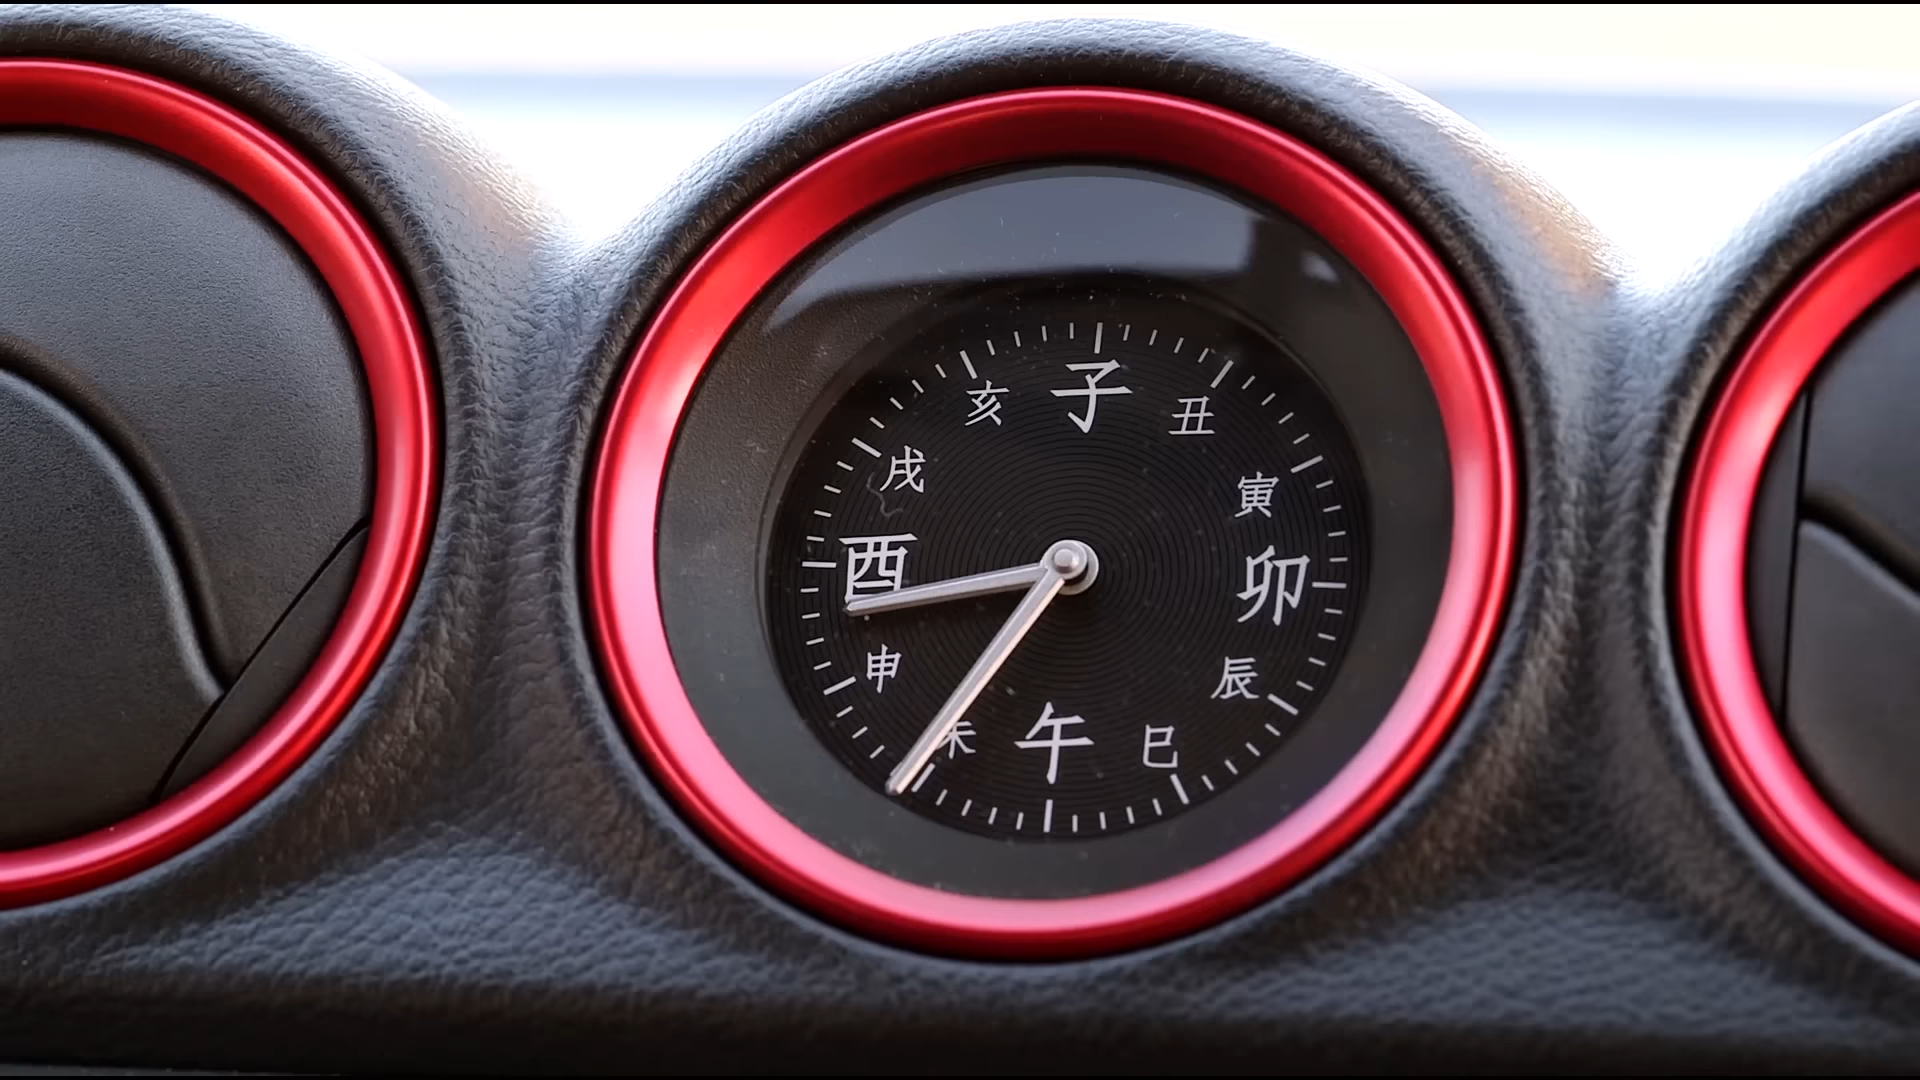 子
丑
寅
卯
辰
巳
午
未
申
酉
戌
亥